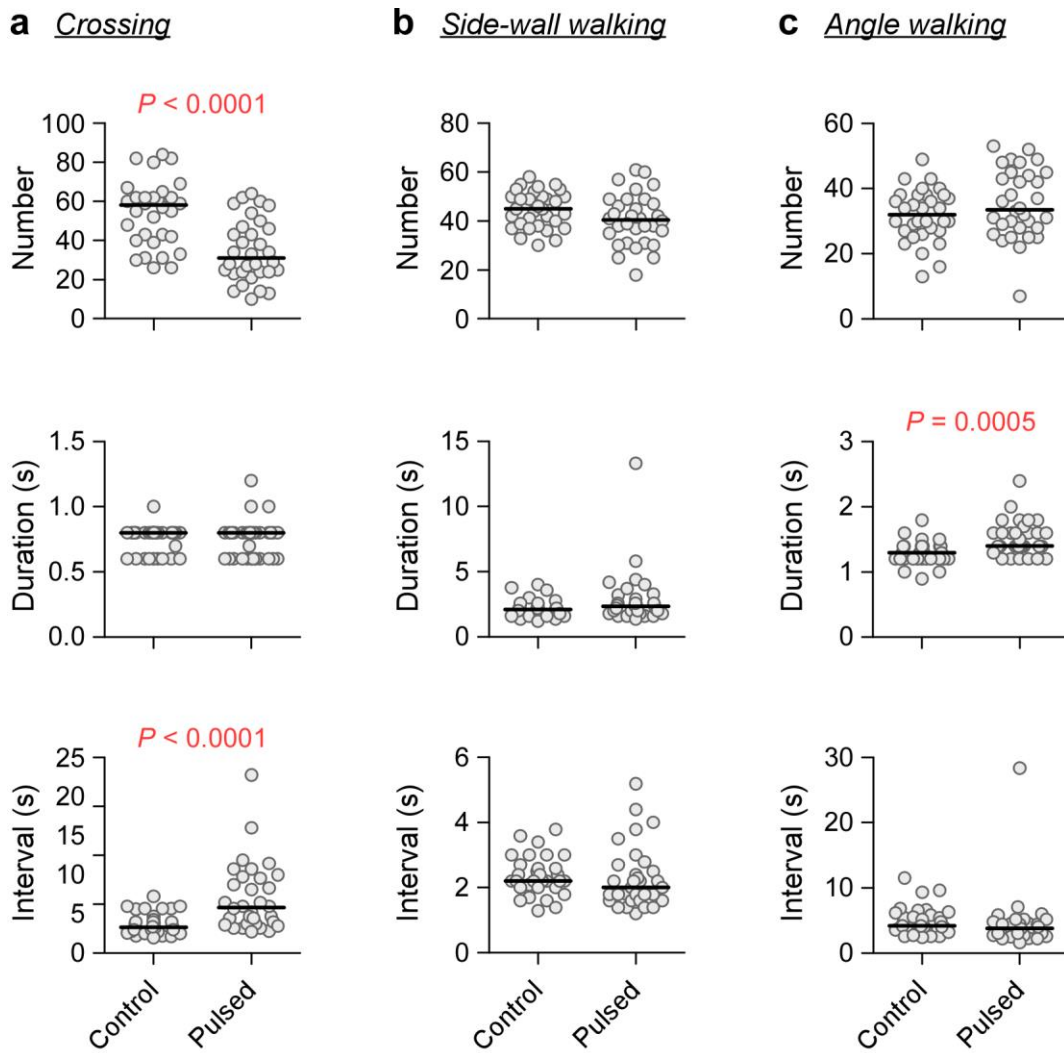 a Crossing
b Side-wall walking
c Angle walking
P < 0.0001
Number
100
80
60
40
20
0
Number
80
60
40
20
0
Number
60
40
20
0
Duration (s)
1.5
1.0
0.5
0.0
Duration (s)
15
10
5
0
P = 0.0005
Duration (s)
3
2
1
0
P < 0.0001
Interval (s)
25
20
15
10
5
0
Control
Pulsed
Interval (s)
6
4
2
0
Control
Pulsed
Interval (s)
30
20
10
0
Control
Pulsed